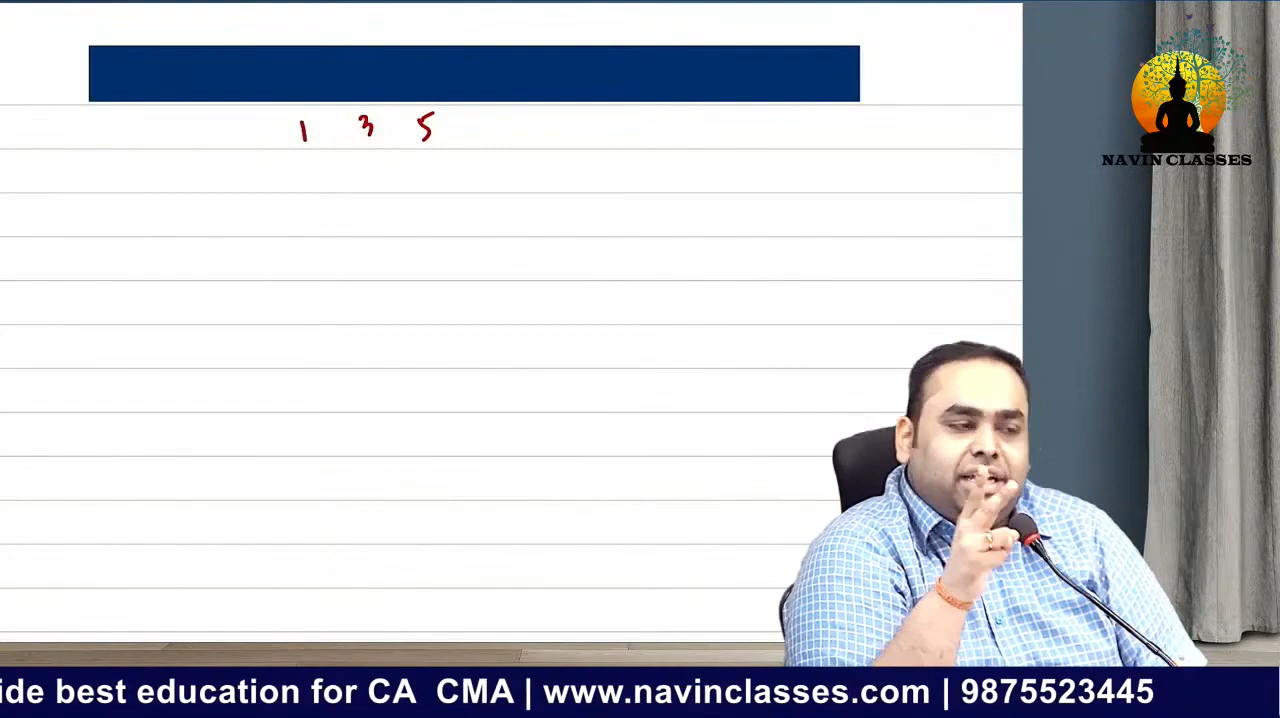 1 3 5
NAVIN CLASSES
ide best education for CA CMA | www.navinclasses.com | 9875523445